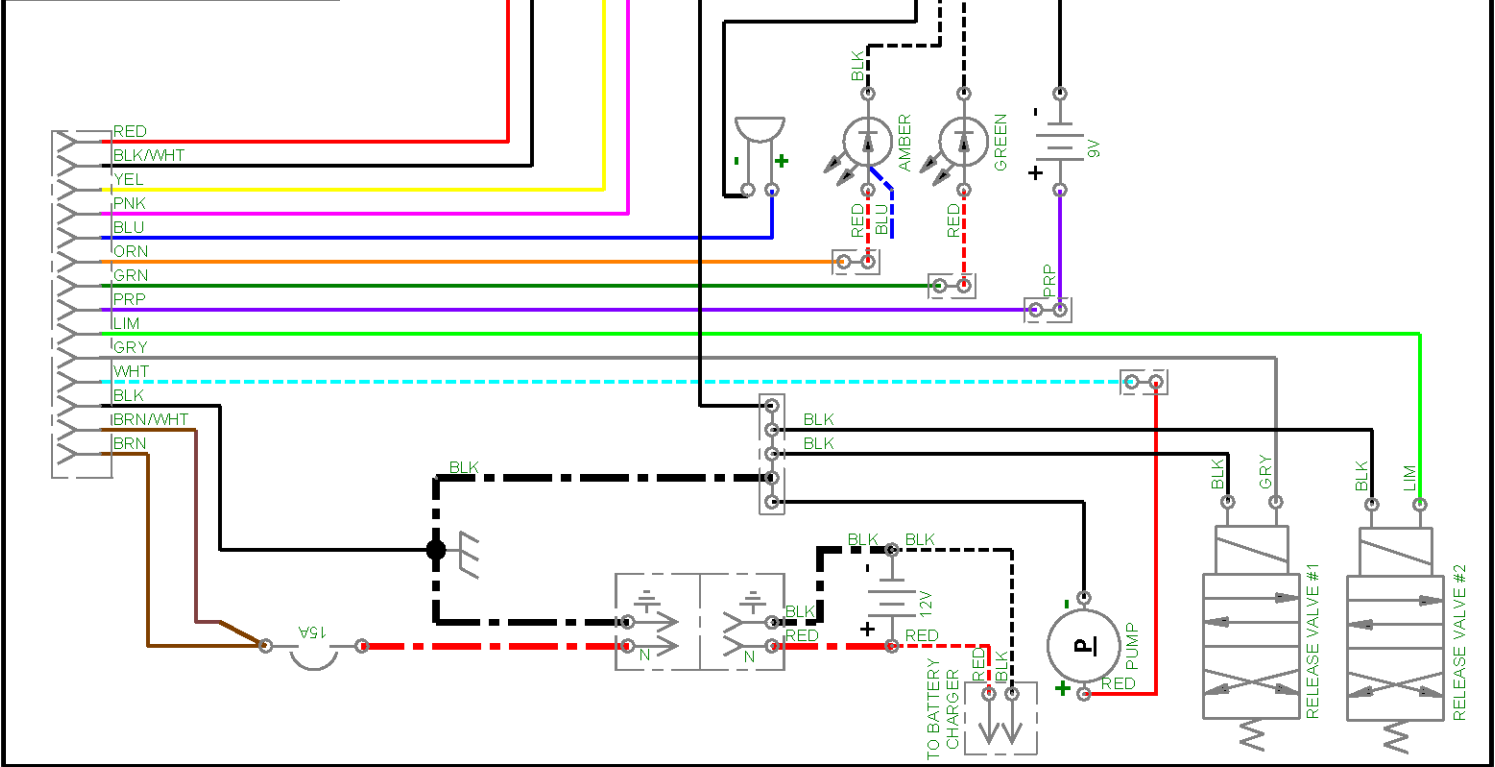 BLK
-
AMBER
GREEN
-
9V
RED
BLK/WHT
-
+
YEL
+
PNK
BLU
RED
BLU
RED
ORN
GRN
PRP
PRP
LIM
GRY
WHT
BLK
BRN/WHT
BLK
BRN
BLK
BLK
BLK
GRY
BLK
LIM
BLK
BLK
-
12V
+
BLK
RED
RED
15A
N
N
RED
BLK
TO BATTERY
CHARGER
-
P
PUMP
+
RED
RELEASE VALVE #1
RELEASE VALVE #2